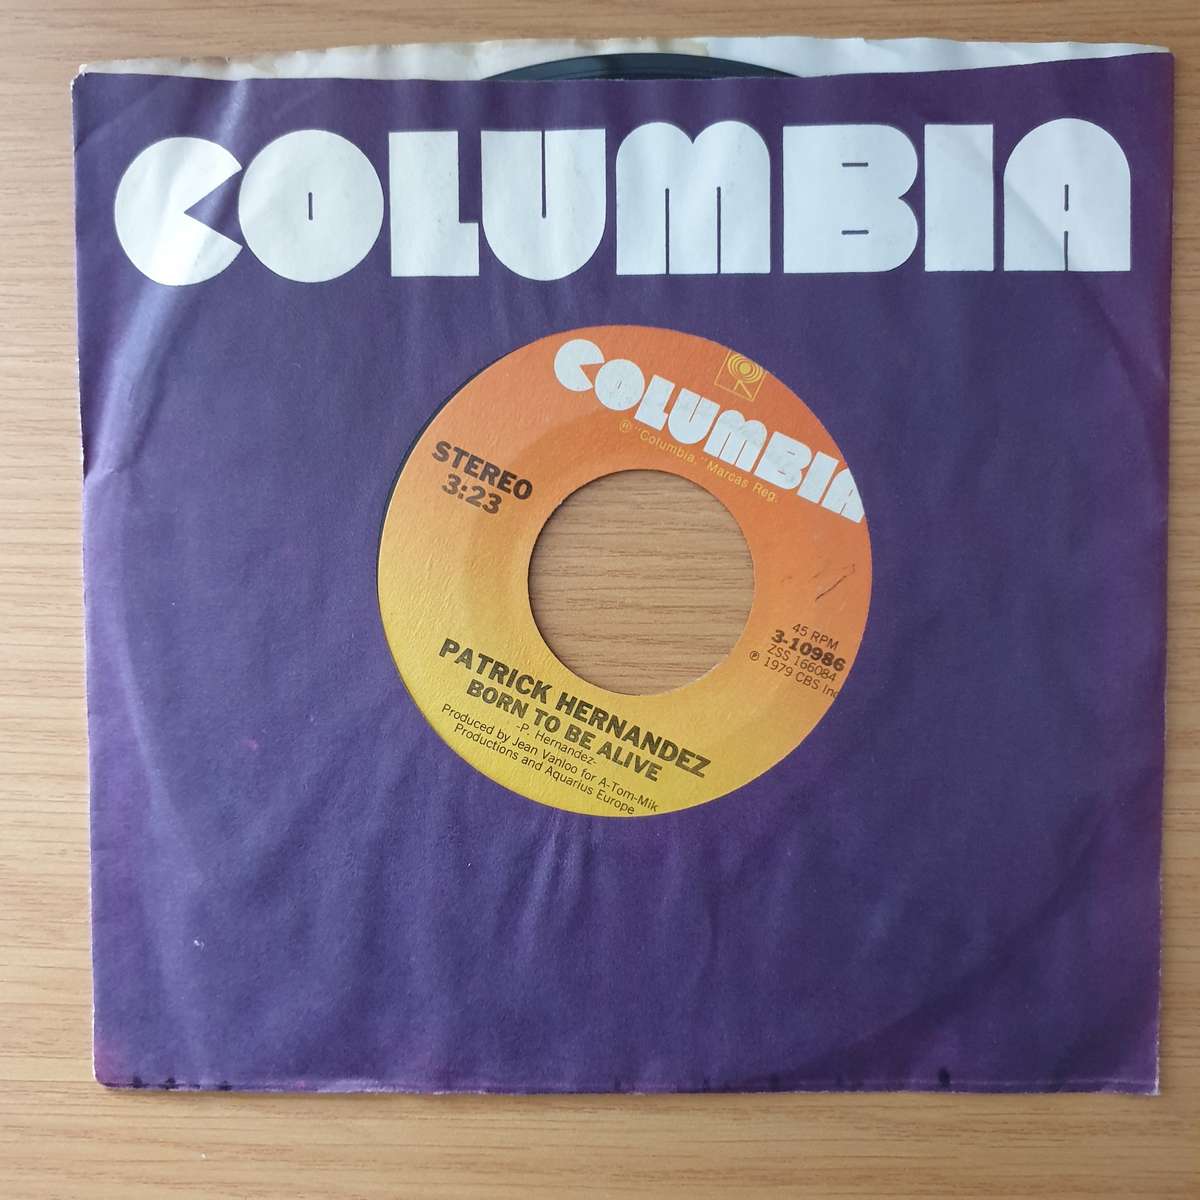 COLUMBIA
COLUMBIA
® "Columbia," Marcas Reg.
STEREO
3:23
45 RPM
3-10986
ZSS 166084
℗ 1979 CBS Inc
PATRICK HERNANDEZ
BORN TO BE ALIVE
-P. Hernandez-
Produced by Jean Vanloo for A-Tom-Mik
Productions and Aquarius Europe